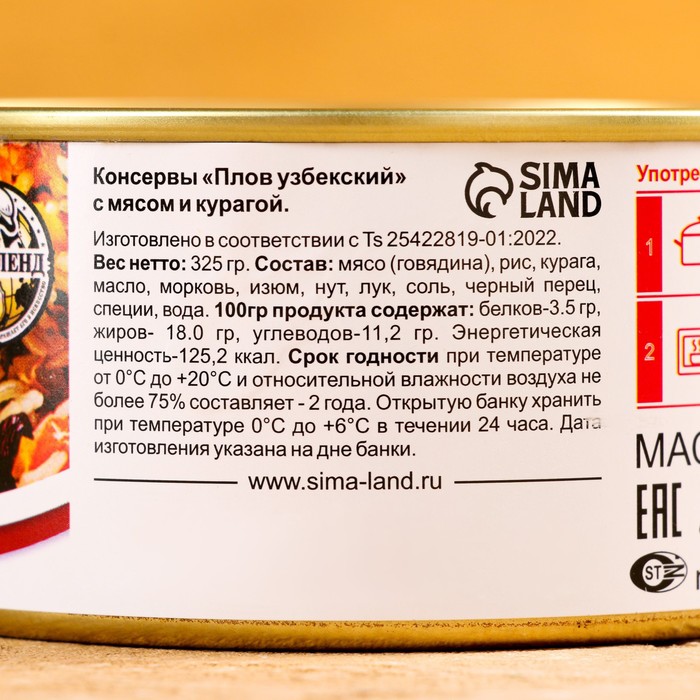 Консервы «Плов узбекский»
с мясом и курагой.
SIMA
LAND
Изготовлено в соответствии с Ts 25422819-01:2022.
Вес нетто: 325 гр. Состав: мясо (говядина), рис, курага,
масло, морковь, изюм, нут, лук, соль, черный перец,
специи, вода. 100гр продукта содержат: белков-3.5 гр,
жиров- 18.0 гр, углеводов-11,2 гр. Энергетическая
ценность-125,2 ккал. Срок годности при температуре
от 0°С до +20°С и относительной влажности воздуха не
более 75% составляет - 2 года. Открытую банку хранить
при температуре 0°С до +6°С в течении 24 часа. Дата
изготовления указана на дне банки.
www.sima-land.ru
ЛЕНД
Употре
1
2
МАС
EAC
ST